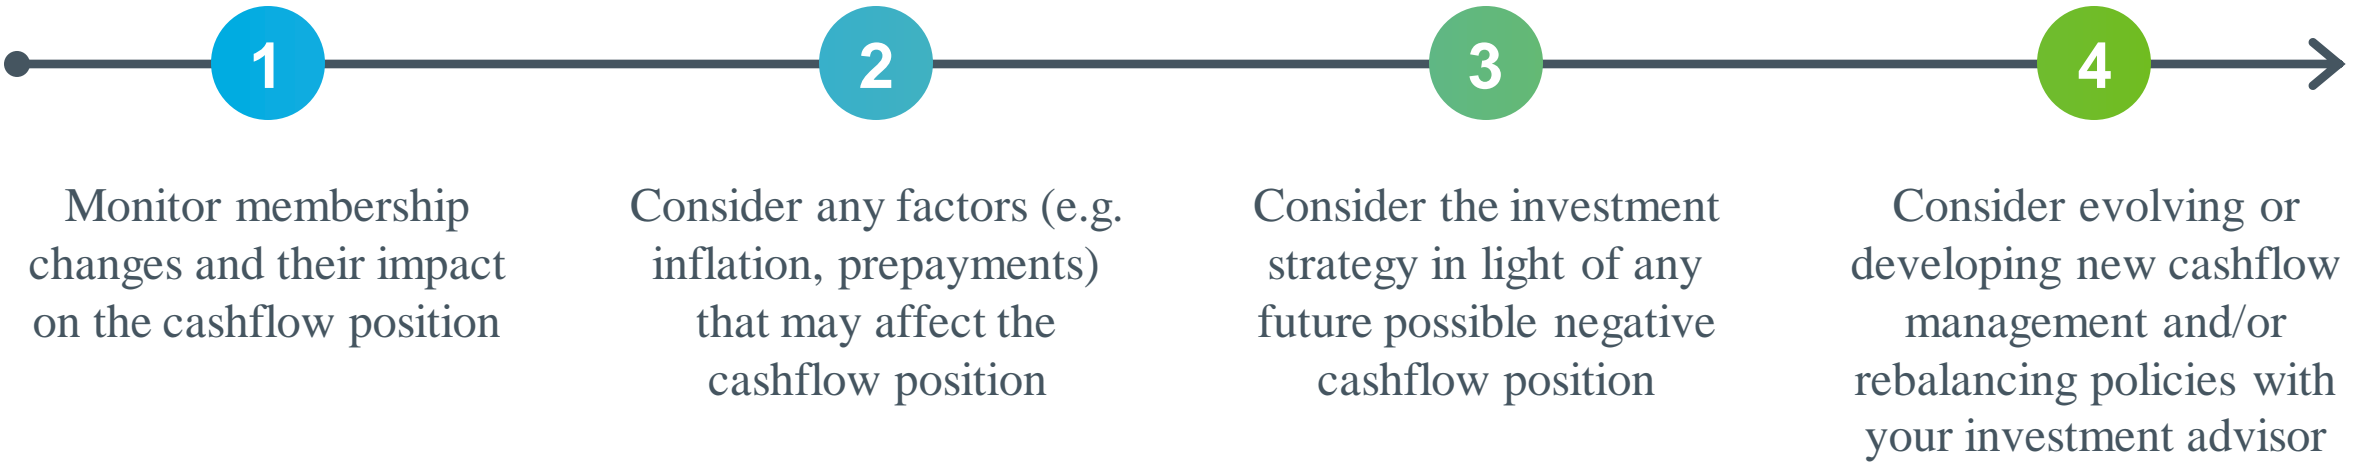 1
Monitor membership
changes and their impact
on the cashflow position
2
Consider any factors (e.g.
inflation, prepayments)
that may affect the
cashflow position
3
Consider the investment
strategy in light of any
future possible negative
cashflow position
4
Consider evolving or
developing new cashflow
management and/or
rebalancing policies with
your investment advisor